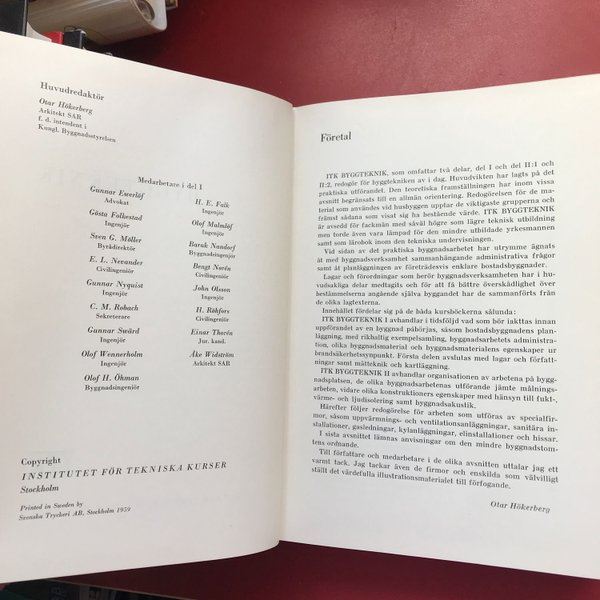 Huvudredaktör
Otar Hökerberg
Arkitekt SAR
f. d. intendent i
Kungl. Byggnadsstyrelsen
Medarbetare i del I
Gunnar Eswerlöf
Advokat
Gösta Folkestad
Ingenjör
Sven G. Möller
Byrådirektör
E. L. Nevander
Civilingenjör
Gunnar Nyquist
Ingenjör
C. M. Robach
Sekreterare
Gunnar Swärd
Ingenjör
Olof Wennerholm
Ingenjör
Olof H. Öhman
Byggnadsingenjör
H. E. Falk
Ingenjör
Olof Malmlöf
Ingenjör
Baruk Nandorf
Byggnadsingenjör
Bengt Norén
Civilingenjör
John Olsson
Ingenjör
H. Röhfors
Civilingenjör
Einar Thorén
Jur. kand.
Åke Widström
Arkitekt SAR
Copyright
INSTITUTET FÖR TEKNISKA KURSER
Stockholm
Printed in Sweden by
Svenska Tryckeri AB, Stockholm 1959
Företal
ITK BYGGTEKNIK, som omfattar två delar, del I och del II:1 och
II:2, redogör för byggtekniken av i dag. Huvudvikten har lagts på det
praktiska utförandet. Den teoretiska framställningen har inom vissa
avsnitt begränsats till en allmän orientering. Redogörelsen för de ma-
terial som användes vid husbyggen upptar de viktigaste grupperna och
främst sådana som visat sig ha bestående värde. ITK BYGGTEKNIK
är avsedd för fackmän med såväl högre som lägre teknisk utbildning
men torde även vara lämpad för den mindre utbildade yrkesmannen
samt som lärobok inom den tekniska undervisningen.
Vid sidan av det praktiska byggnadsarbetet har utrymme ägnats
åt med byggnadsverksamhet sammanhängande administrativa frågor
samt åt planläggningen av företrädesvis enklare bostadsbyggnader.
Lagar och förordningar som berör byggnadsverksamheten har i hu-
vudsakliga delar medtagits och för att få bättre överskådlighet över
bestämmelserna angående själva byggandet har de sammanförts från
de olika lagtexterna.
Innehållet fördelar sig på de båda kursböckerna sålunda:
ITK BYGGTEKNIK I avhandlar i tidsföljd vad som bör iakttas innan
uppförandet av en byggnad påbörjas, såsom bostadsbyggnadens plan-
läggning, med rikhaltig exempelsamling, byggnadsarbetets administra-
tion, olika byggnadsmaterial och byggnadsmaterialens egenskaper ur
brandsäkerhetssynpunkt. Första delen avslutas med lagar och författ-
ningar samt mätteknik och kartläggning.
ITK BYGGTEKNIK II avhandlar organisationen av arbetena på bygg-
nadsplatsen, de olika byggnadsarbetenas utförande jämte målnings-
arbeten, vidare olika konstruktioners egenskaper med hänsyn till fukt-,
värme- och ljudisolering samt byggnadsakustik.
Härefter följer redogörelse för arbeten som utföras av specialfir-
mor, såsom uppvärmnings- och ventilationsanläggningar, sanitära in-
stallationer, gasledningar, kylanläggningar, elinstallationer och hissar.
I sista avsnittet lämnas anvisningar om den mindre byggnadstom-
tens ordnande.
Till författare och medarbetare i de olika avsnitten uttalar jag ett
varmt tack. Jag tackar även de firmor och enskilda som välvilligt
ställt det värdefulla illustrationsmaterialet till förfogande.
Otar Hökerberg